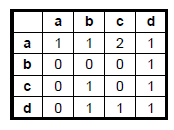 a b c d
a 1 1 2 1
b 0 0 0 1
c 0 1 0 1
d 0 1 1 1